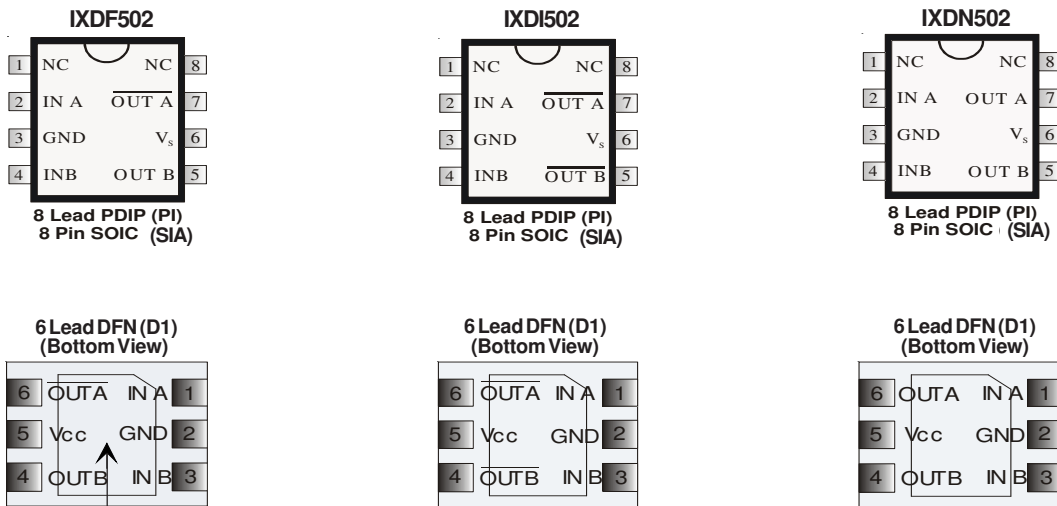 IXDF502
1 NC NC 8
2 IN A OUT A 7
3 GND Vs 6
4 INB OUT B 5
8 Lead PDIP (PI)
8 Pin SOIC (SIA)
6 Lead DFN (D1)
(Bottom View)
6 OUTA IN A 1
5 Vcc GND 2
4 OUTB IN B 3
IXDI502
1 NC NC 8
2 IN A OUT A 7
3 GND Vs 6
4 INB OUT B 5
8 Lead PDIP (PI)
8 Pin SOIC (SIA)
6 Lead DFN (D1)
(Bottom View)
6 OUTA IN A 1
5 Vcc GND 2
4 OUTB IN B 3
IXDN502
1 NC NC 8
2 IN A OUT A 7
3 GND Vs 6
4 INB OUT B 5
8 Lead PDIP (PI)
8 Pin SOIC (SIA)
6 Lead DFN (D1)
(Bottom View)
6 OUTA IN A 1
5 Vcc GND 2
4 OUTB IN B 3